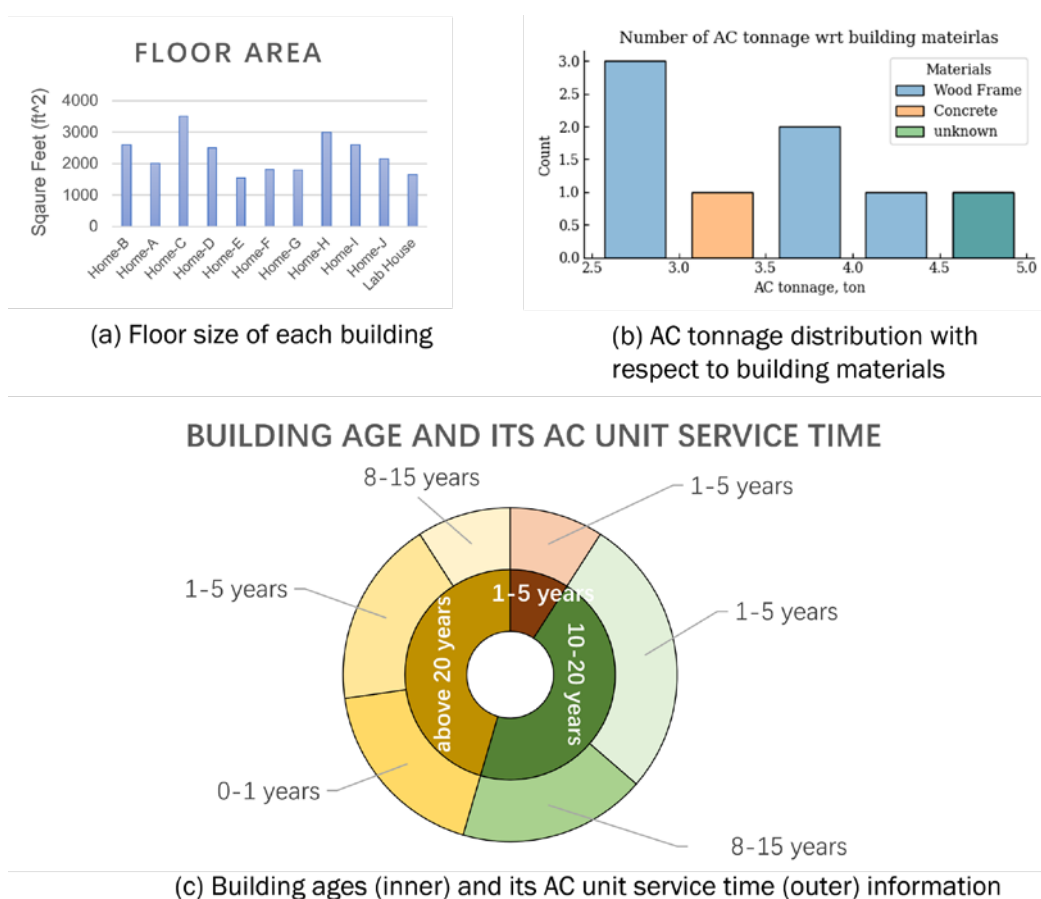 FLOOR AREA
Sqaure Feet (ft^2)
4000
3000
2000
1000
0
Home-B
Home-A
Home-C
Home-D
Home-E
Home-F
Home-G
Home-H
Home-I
Home-J
Lab House
(a) Floor size of each building
Number of AC tonnage wrt building mateirlas
Count
3.0
2.5
2.0
1.5
1.0
0.5
0.0
Materials
Wood Frame
Concrete
unknown
2.5 3.0 3.5 4.0 4.5 5.0
AC tonnage, ton
(b) AC tonnage distribution with
respect to building materials
BUILDING AGE AND ITS AC UNIT SERVICE TIME
8-15 years
1-5 years
1-5 years
1-5 years
1-5 years
above 20 years
10-20 years
0-1 years
8-15 years
(c) Building ages (inner) and its AC unit service time (outer) information